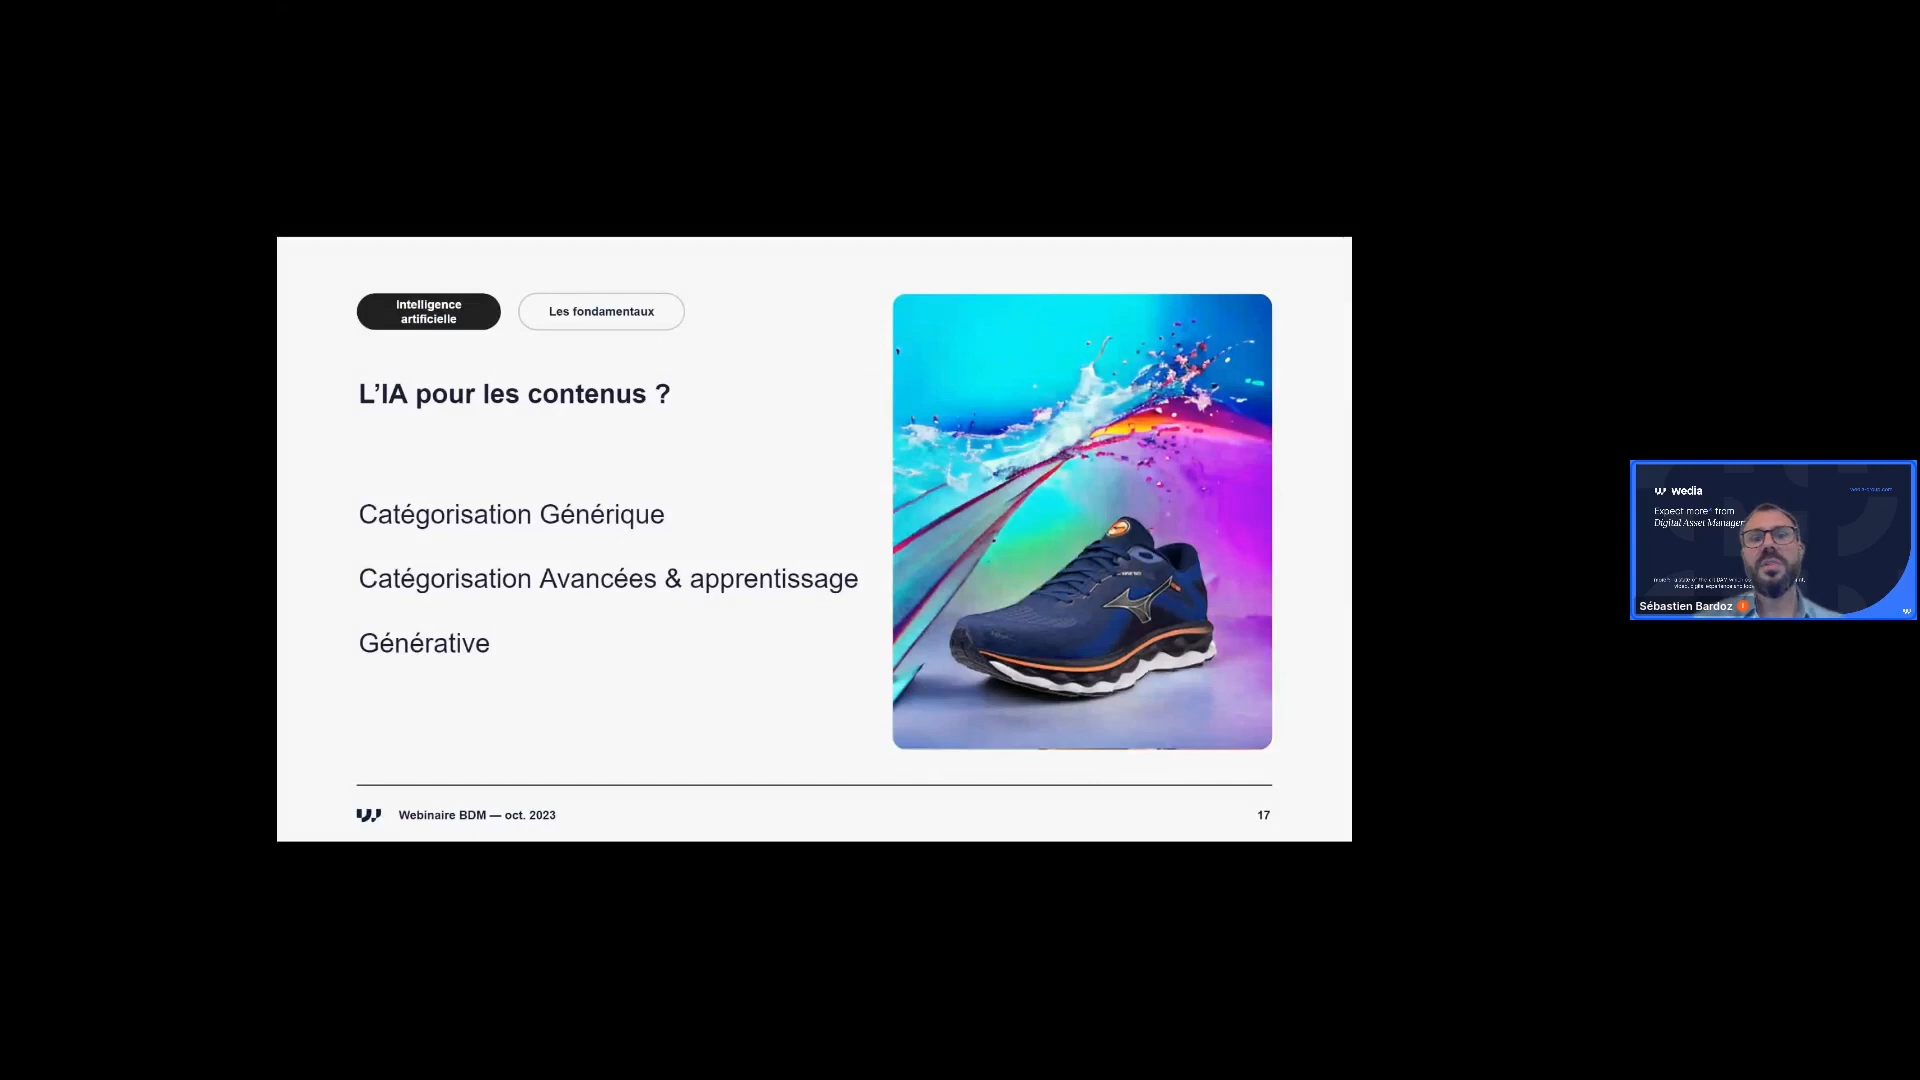 Intelligence
artificielle
Les fondamentaux
L’IA pour les contenus ?
Catégorisation Générique
Catégorisation Avancées & apprentissage
Générative
Webinaire BDM — oct. 2023
17
wedia
Expect more⁺ from
Digital Asset Manager
Sébastien Bardoz